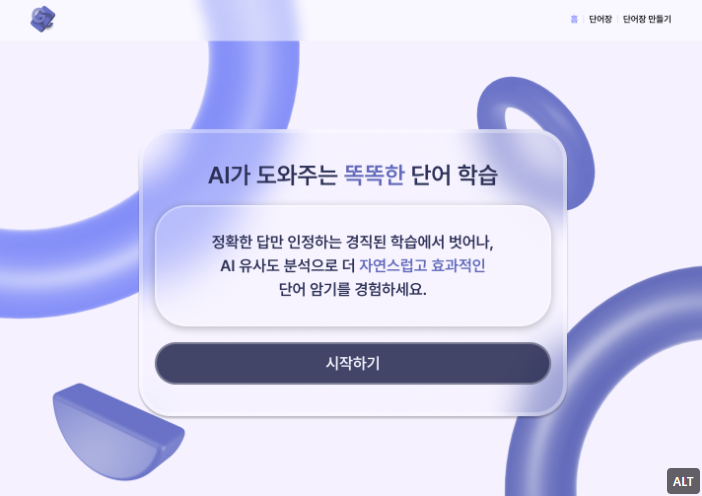 홈 단어장 단어장 만들기
AI가 도와주는 똑똑한 단어 학습
정확한 답만 인정하는 경직된 학습에서 벗어나,
AI 유사도 분석으로 더 자연스럽고 효과적인
단어 암기를 경험하세요.
시작하기
ALT